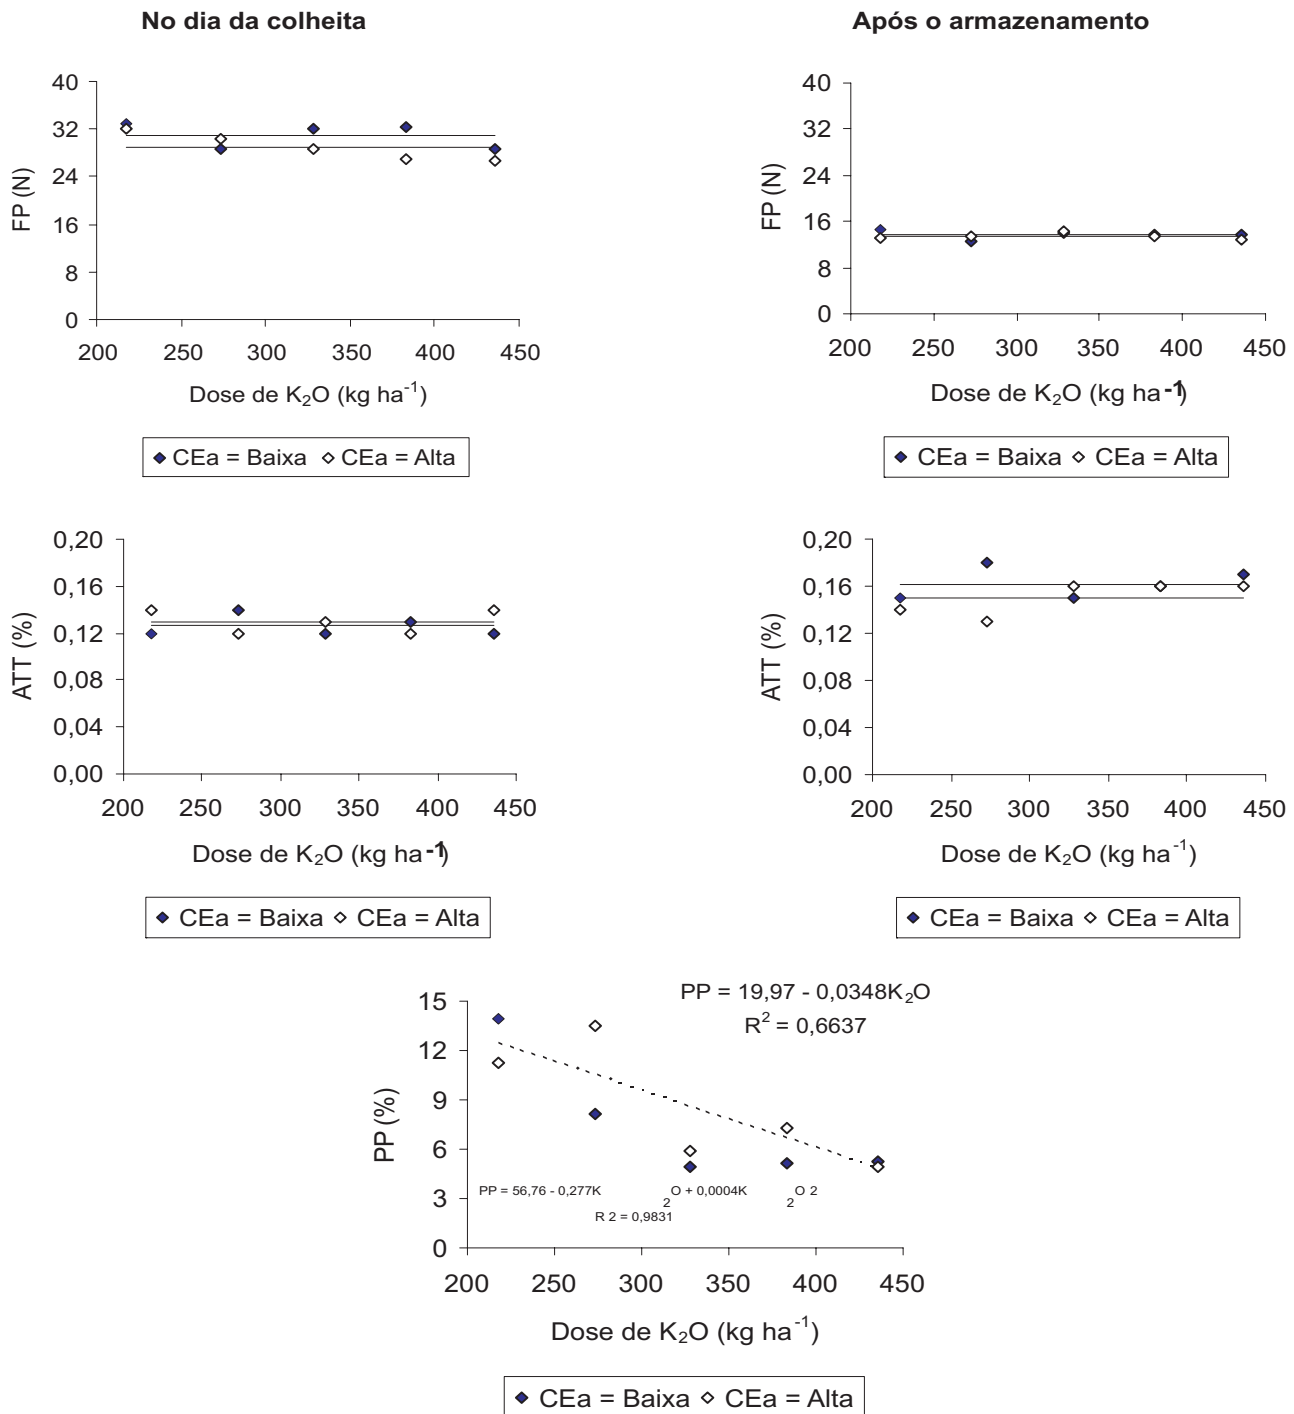 No dia da colheita
Após o armazenamento
40
32
24
16
8
0
FP (N)
200 250 300 350 400 450
Dose de K₂O (kg ha⁻¹)
CEa = Baixa CEa = Alta
40
32
24
16
8
0
FP (N)
200 250 300 350 400 450
Dose de K₂O (kg ha-1)
CEa = Baixa CEa = Alta
0,20
0,16
0,12
0,08
0,04
0,00
ATT (%)
200 250 300 350 400 450
Dose de K₂O (kg ha-1)
CEa = Baixa CEa = Alta
0,20
0,16
0,12
0,08
0,04
0,00
ATT (%)
200 250 300 350 400 450
Dose de K₂O (kg ha⁻¹)
CEa = Baixa CEa = Alta
PP = 19,97 - 0,0348K₂O
R² = 0,6637
15
12
9
6
3
0
PP (%)
PP = 56,76 - 0,277K ₂O + 0,0004K ₂O 2
R 2 = 0,9831
200 250 300 350 400 450
Dose de K₂O (kg ha⁻¹)
CEa = Baixa CEa = Alta